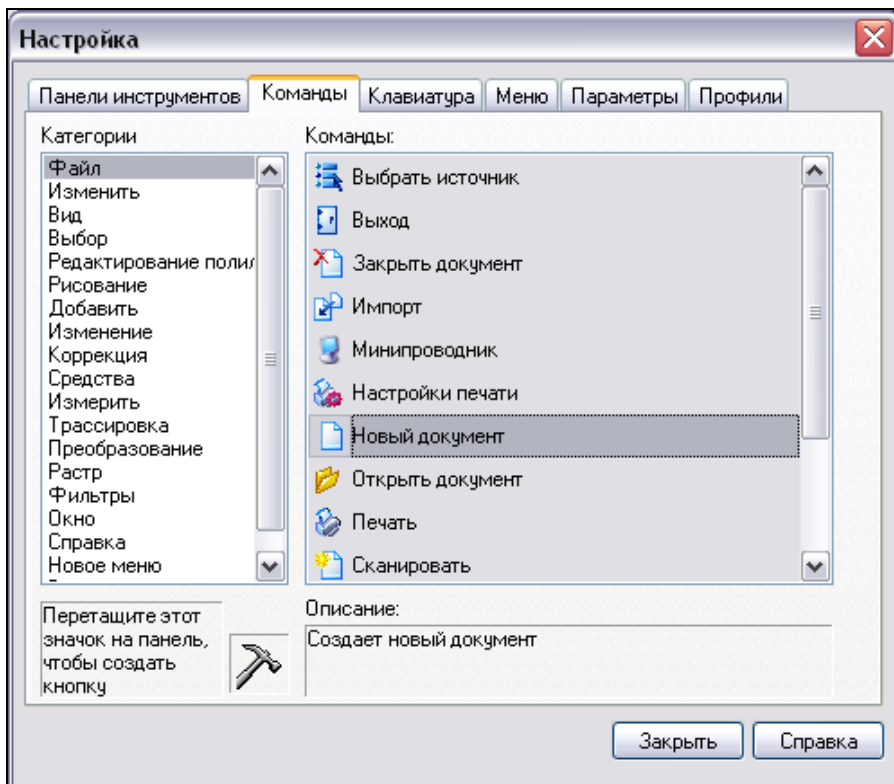 Настройка
Панели инструментов
Команды
Клавиатура
Меню
Параметры
Профили
Категории
Файл
Изменить
Вид
Выбор
Редактирование
Рисование
Добавить
Изменение
Коррекция
Средства
Измерить
Трассировка
Преобразование
Растр
Фильтры
Окно
Справка
Новое меню
Команды:
Выбрать источник
Выход
Закрыть документ
Импорт
Минипроводник
Настройки печати
Новый документ
Открыть документ
Печать
Сканировать
Перетащите этот
значок на панель,
чтобы создать
кнопку
Описание:
Создает новый документ
Закрыть
Справка